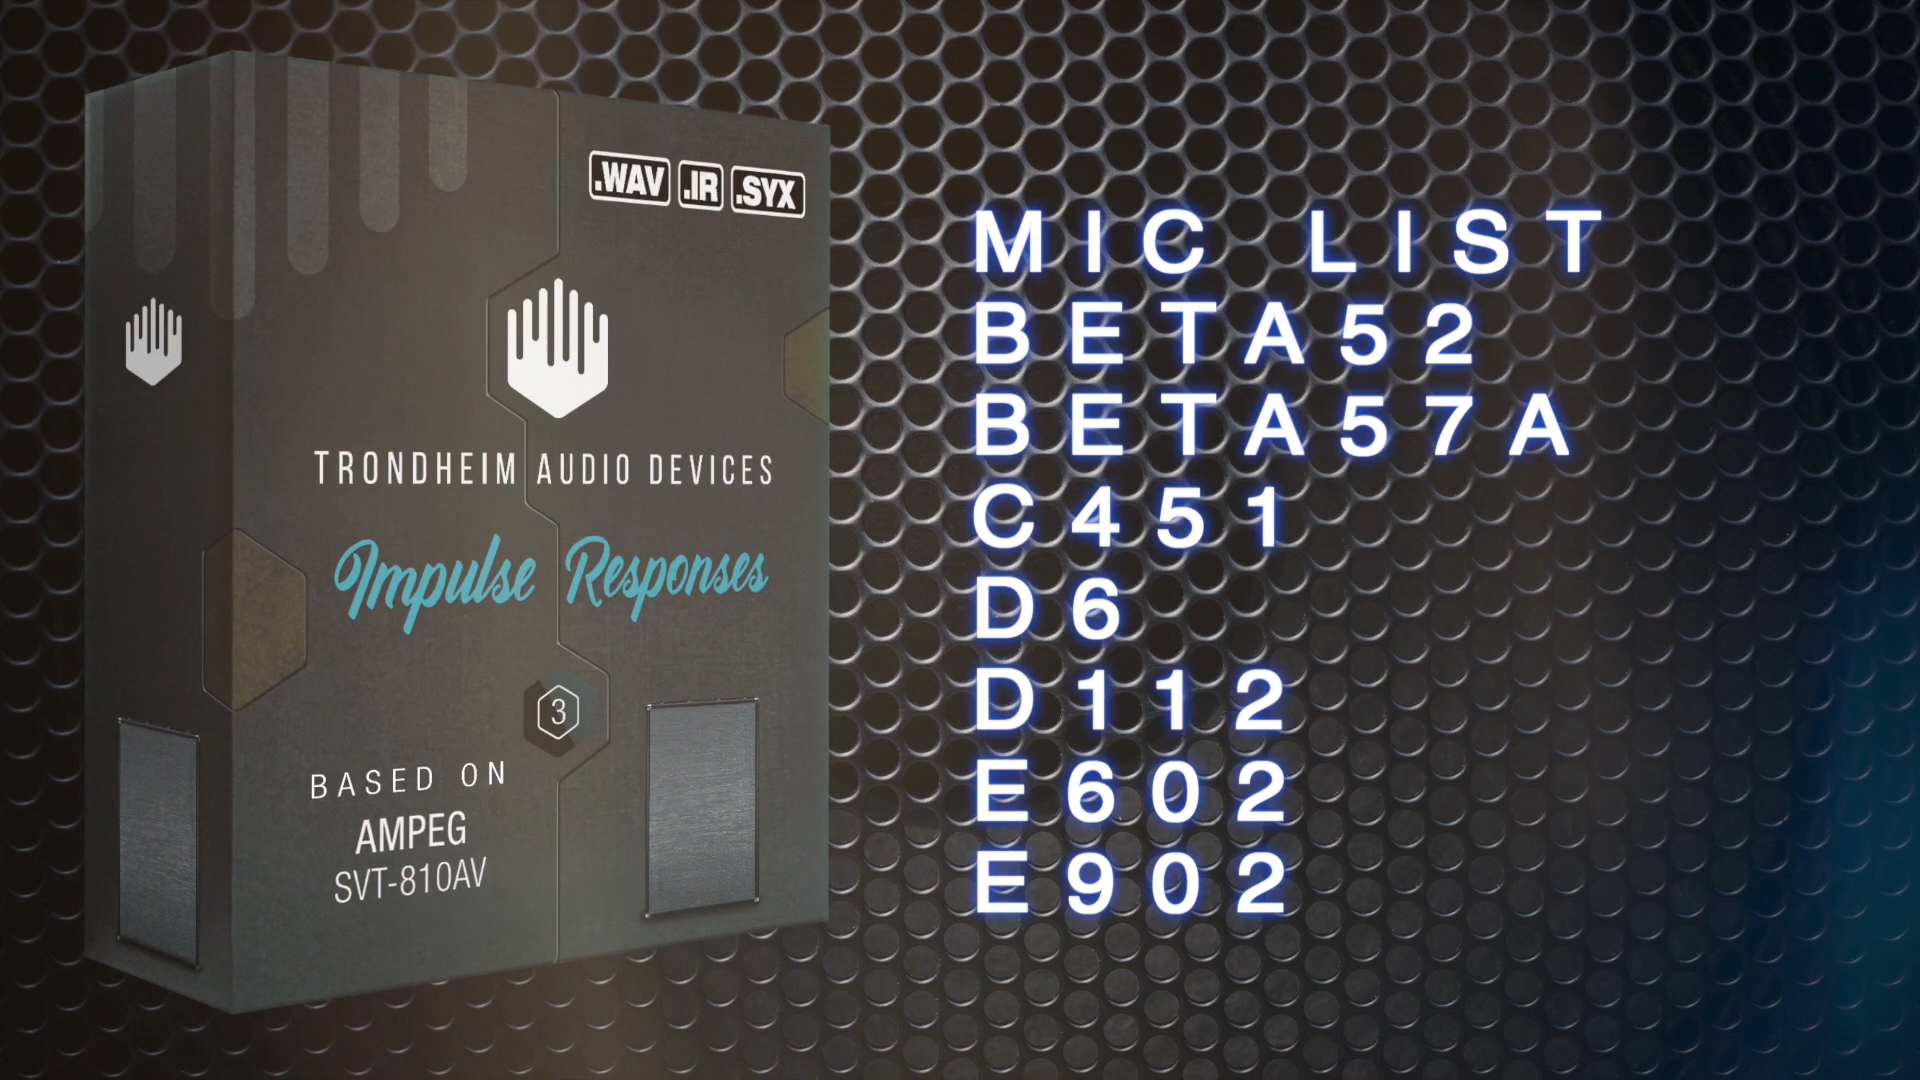 .WAV .IR .SYX
TRONDHEIM AUDIO DEVICES
Impulse Responses
3
BASED ON
AMPEG
SVT-810AV
MIC LIST
BETA52
BETA57A
C451
D6
D112
E602
E902